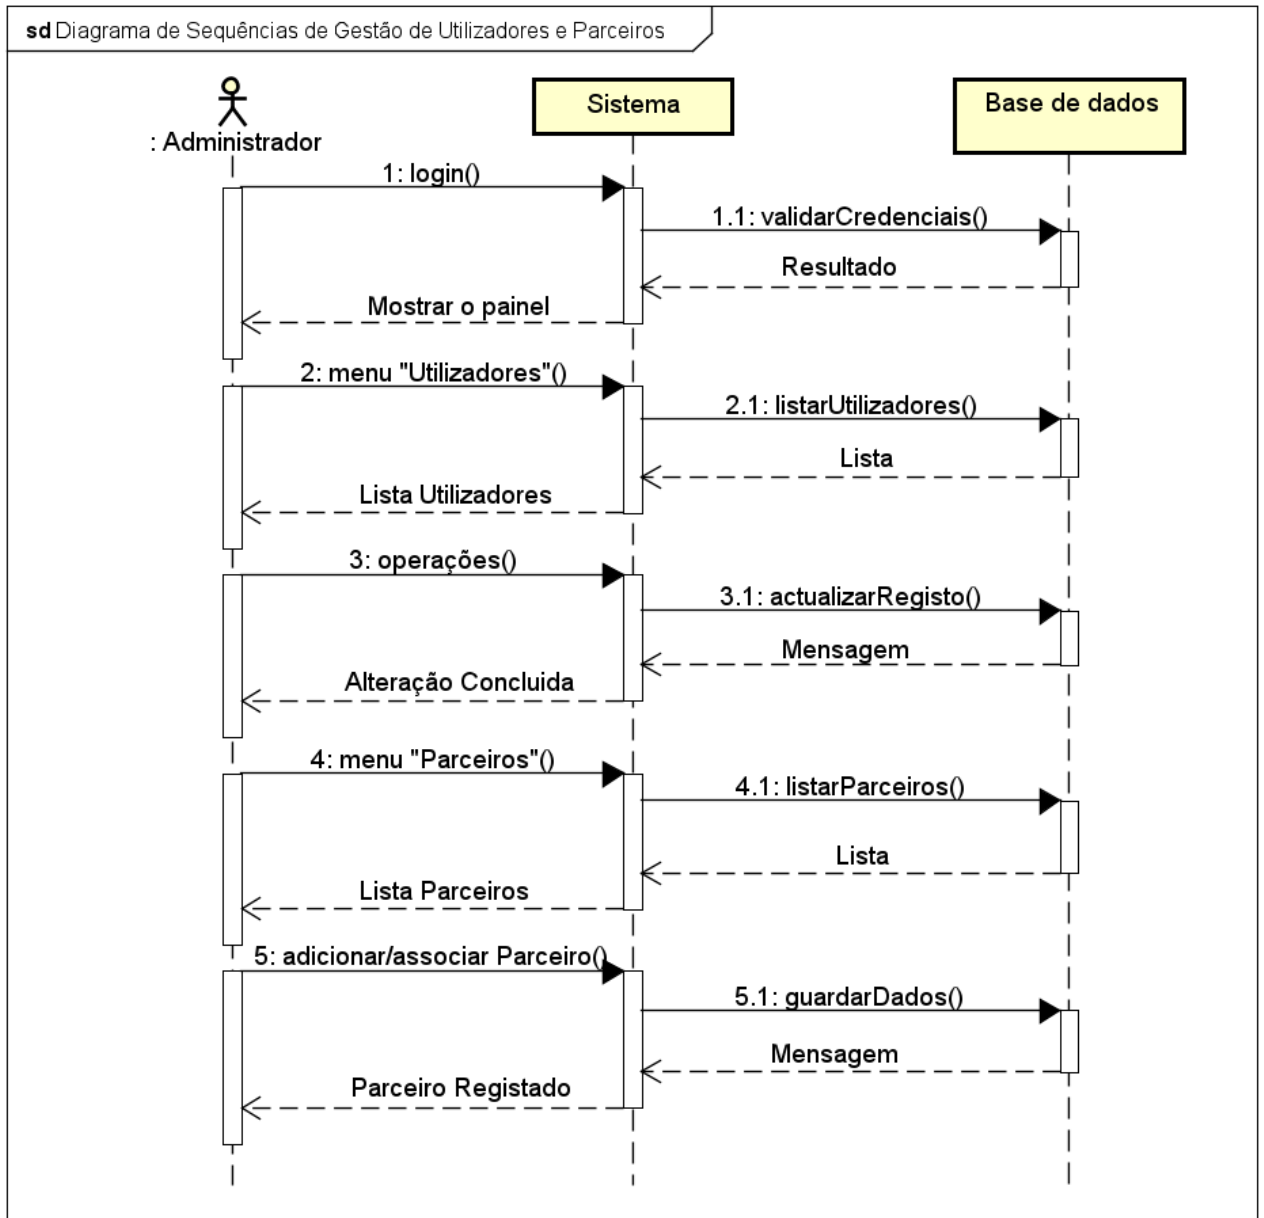 sd Diagrama de Sequências de Gestão de Utilizadores e Parceiros
: Administrador
Sistema
Base de dados
1: login()
1.1: validarCredenciais()
Resultado
Mostrar o painel
2: menu "Utilizadores"()
2.1: listarUtilizadores()
Lista
Lista Utilizadores
3: operações()
3.1: actualizarRegisto()
Mensagem
Alteração Concluida
4: menu "Parceiros"()
4.1: listarParceiros()
Lista
Lista Parceiros
5: adicionar/associar Parceiro()
5.1: guardarDados()
Mensagem
Parceiro Registado